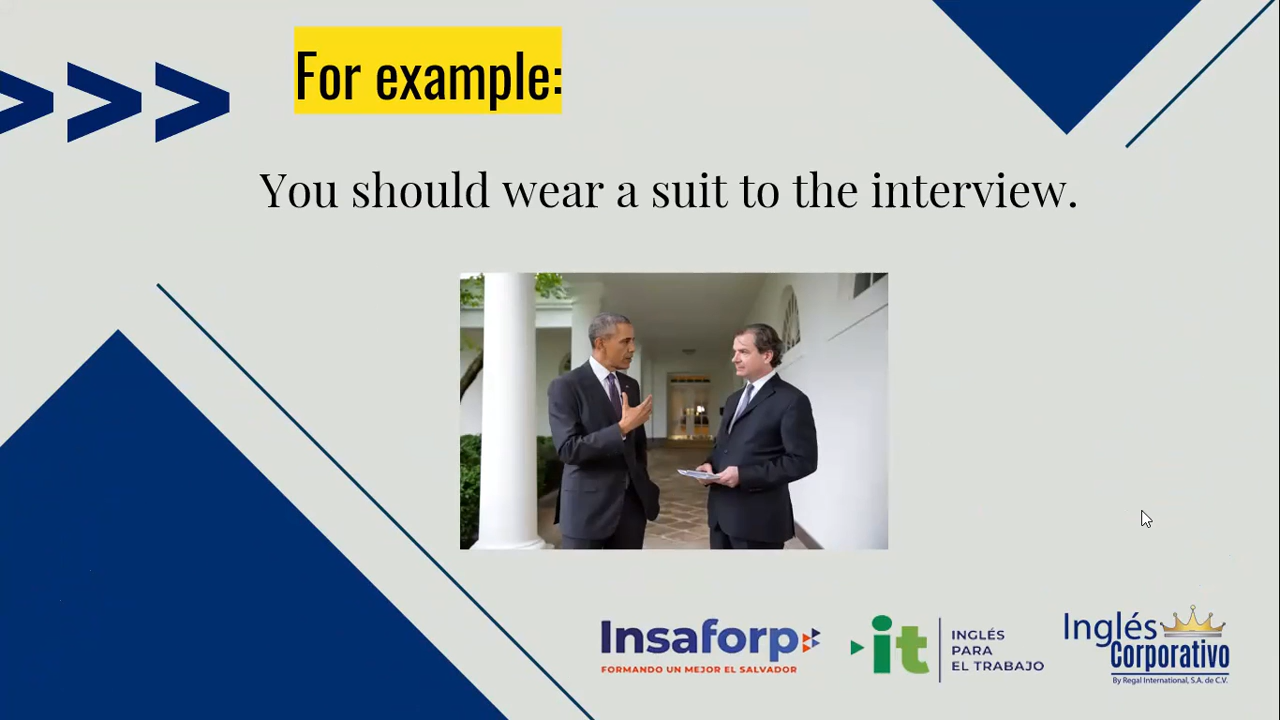 For example:
You should wear a suit to the interview.
Insaforp
FORMANDO UN MEJOR EL SALVADOR
it
INGLÉS
PARA
EL TRABAJO
Inglés
Corporativo
By Regal International, S.A. de C.V.